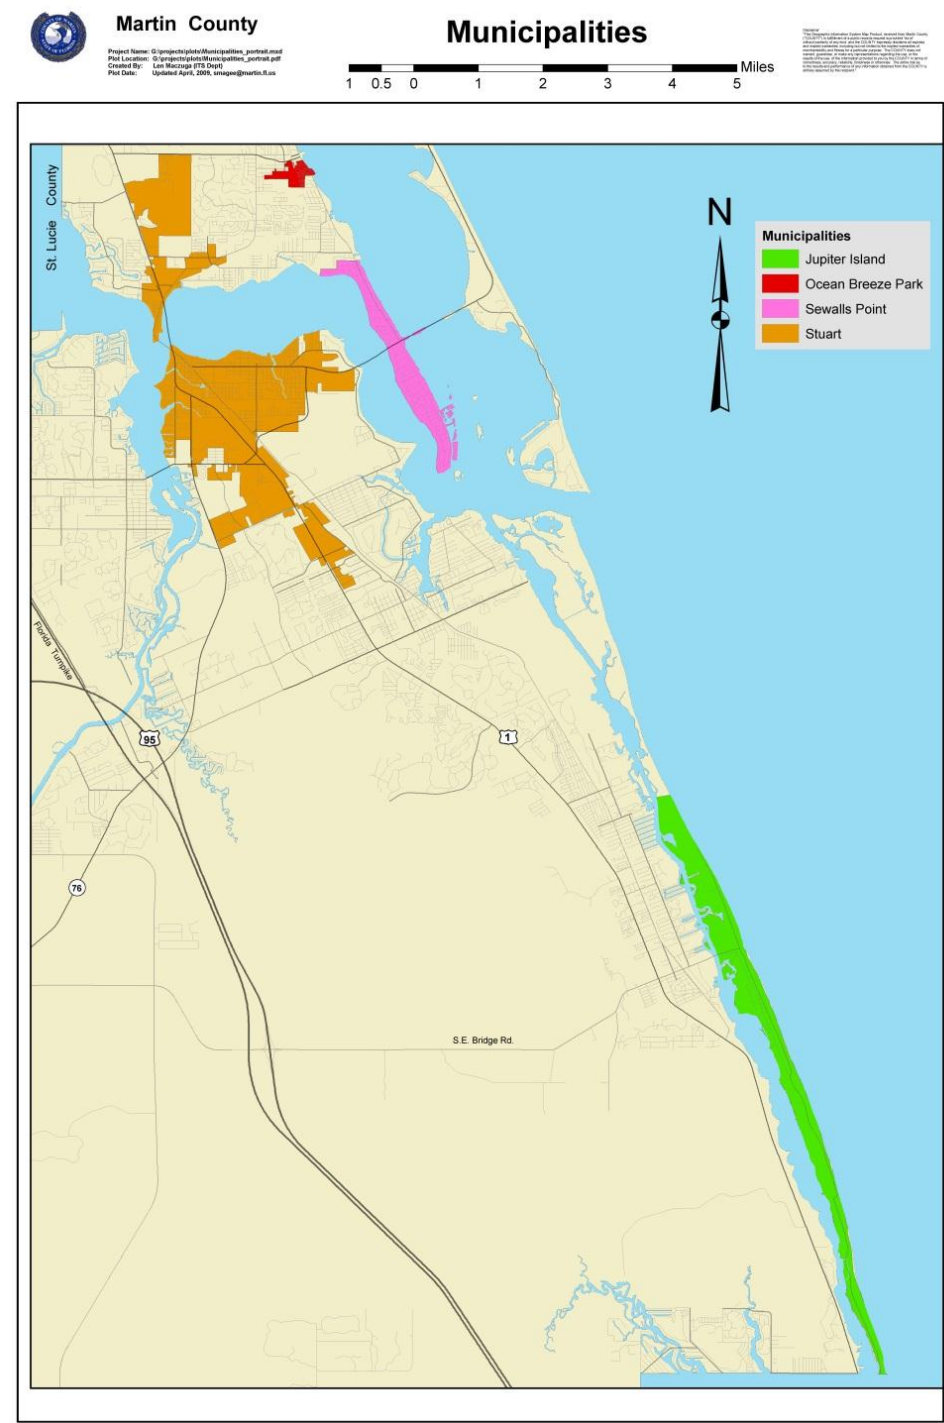 Martin County
Municipalities
Project Name: G:\projects\plots\Municipalities_portrait.mxd
Plot Location: G:\projects\plots\Municipalities_portrait.pdf
Created By: Len Maczuga (ITS Dept)
Plot Date: Updated April, 2009, smagee@martin.fl.us
Miles
1 0.5 0 1 2 3 4 5
St. Lucie County
N
Municipalities
Jupiter Island
Ocean Breeze Park
Sewalls Point
Stuart
Florida Turnpike
95
1
76
S.E. Bridge Rd.